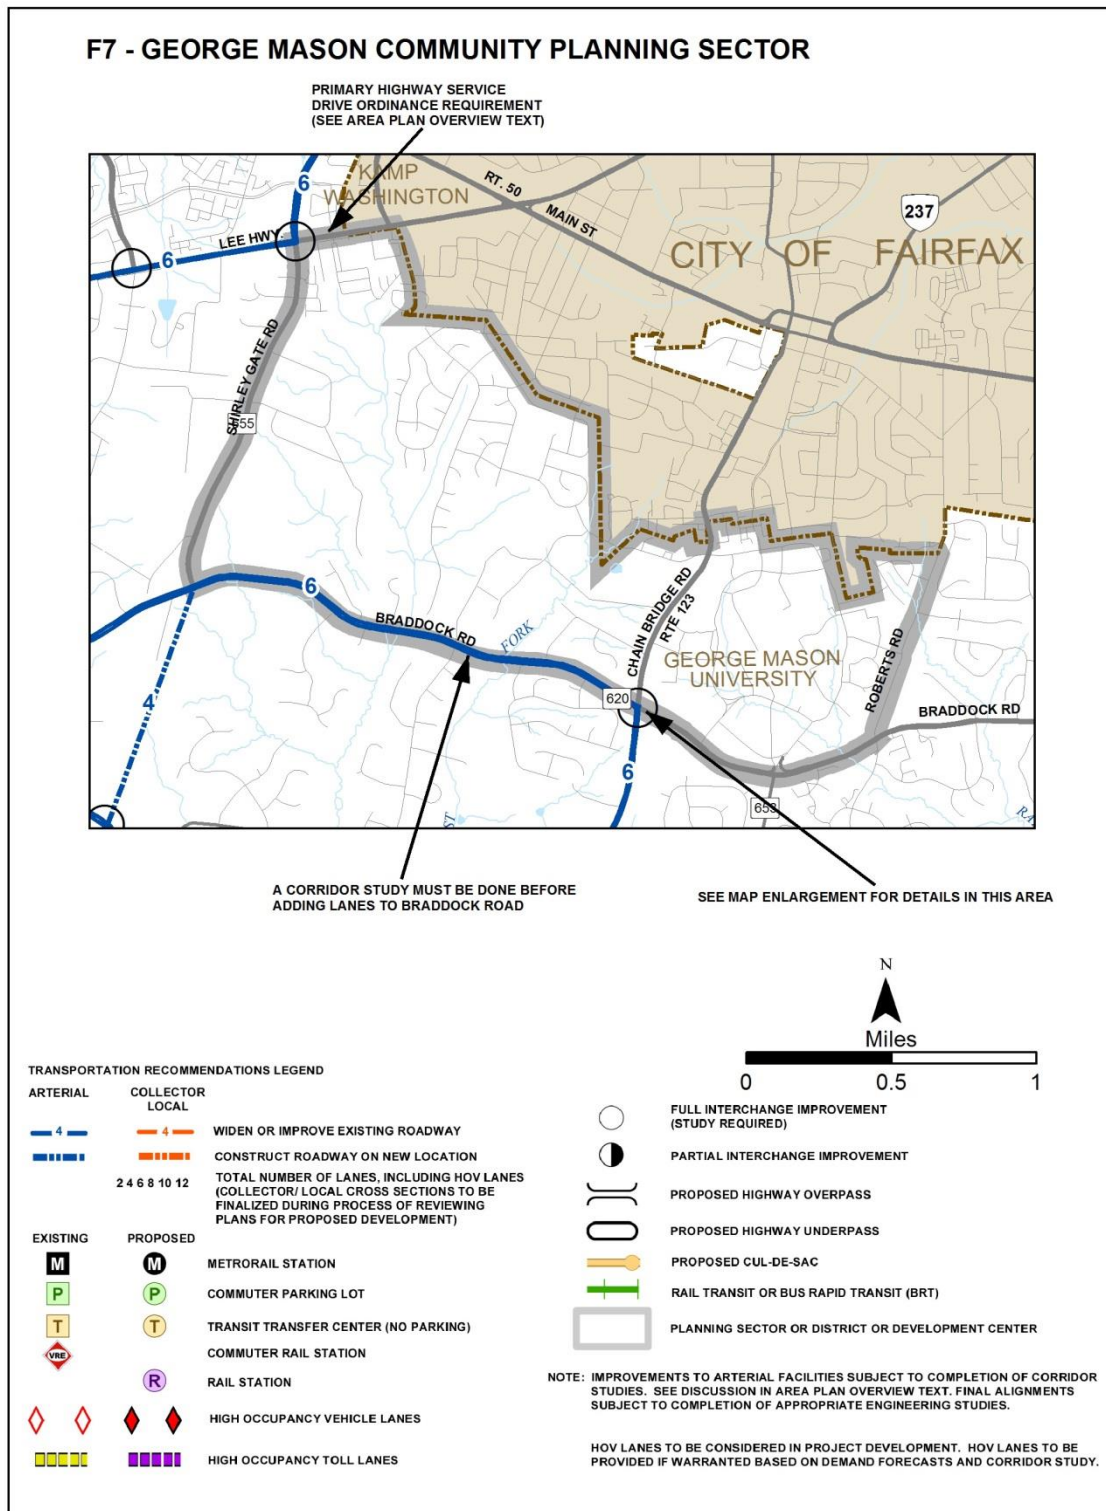 F7 - GEORGE MASON COMMUNITY PLANNING SECTOR
PRIMARY HIGHWAY SERVICE
DRIVE ORDINANCE REQUIREMENT
(SEE AREA PLAN OVERVIEW TEXT)
KAMP
WASHINGTON
6
RT. 50
MAIN ST
237
LEE HWY.
6
CITY OF FAIRFAX
SHIRLEY GATE RD
655
6
BRADDOCK RD
FORK
CHAIN BRIDGE RD
RTE 123
GEORGE MASON
UNIVERSITY
ROBERTS RD
BRADDOCK RD
620
4
6
653
ST
A CORRIDOR STUDY MUST BE DONE BEFORE
ADDING LANES TO BRADDOCK ROAD
SEE MAP ENLARGEMENT FOR DETAILS IN THIS AREA
N
Miles
0 0.5 1
TRANSPORTATION RECOMMENDATIONS LEGEND
ARTERIAL COLLECTOR
LOCAL
4 4 WIDEN OR IMPROVE EXISTING ROADWAY
CONSTRUCT ROADWAY ON NEW LOCATION
2 4 6 8 10 12 TOTAL NUMBER OF LANES, INCLUDING HOV LANES
(COLLECTOR/ LOCAL CROSS SECTIONS TO BE
FINALIZED DURING PROCESS OF REVIEWING
PLANS FOR PROPOSED DEVELOPMENT)
EXISTING PROPOSED
M M METRORAIL STATION
P P COMMUTER PARKING LOT
T T TRANSIT TRANSFER CENTER (NO PARKING)
VRE COMMUTER RAIL STATION
R RAIL STATION
HIGH OCCUPANCY VEHICLE LANES
HIGH OCCUPANCY TOLL LANES
FULL INTERCHANGE IMPROVEMENT
(STUDY REQUIRED)
PARTIAL INTERCHANGE IMPROVEMENT
PROPOSED HIGHWAY OVERPASS
PROPOSED HIGHWAY UNDERPASS
PROPOSED CUL-DE-SAC
RAIL TRANSIT OR BUS RAPID TRANSIT (BRT)
PLANNING SECTOR OR DISTRICT OR DEVELOPMENT CENTER
NOTE: IMPROVEMENTS TO ARTERIAL FACILITIES SUBJECT TO COMPLETION OF CORRIDOR
STUDIES. SEE DISCUSSION IN AREA PLAN OVERVIEW TEXT. FINAL ALIGNMENTS
SUBJECT TO COMPLETION OF APPROPRIATE ENGINEERING STUDIES.
HOV LANES TO BE CONSIDERED IN PROJECT DEVELOPMENT. HOV LANES TO BE
PROVIDED IF WARRANTED BASED ON DEMAND FORECASTS AND CORRIDOR STUDY.